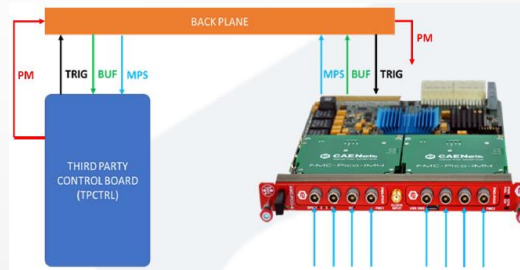 BACK PLANE
PM
TRIG
BUF
MPS
MPS
BUF
TRIG
PM
THIRD PARTY
CONTROL BOARD
(TPCTRL)
CAENels
FMC-Pico-1M4
CAENels
FMC-Pico-1M4